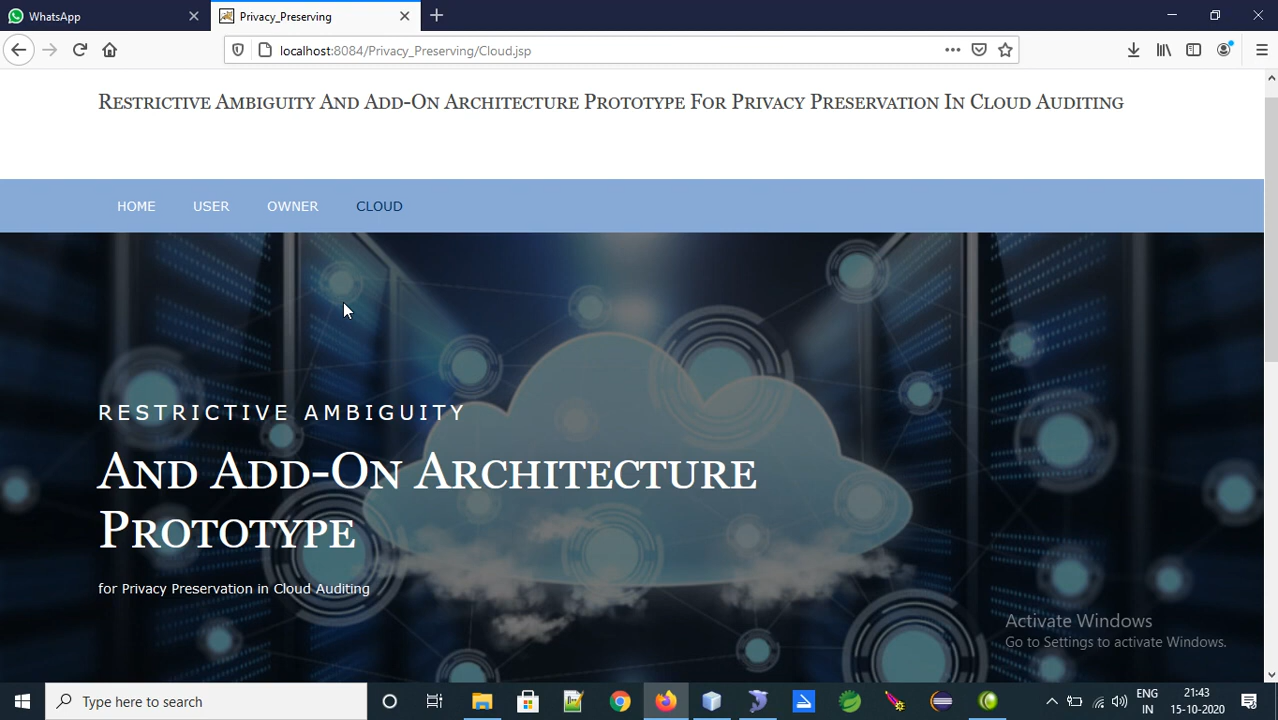 WhatsApp
Privacy_Preserving
localhost:8084/Privacy_Preserving/Cloud.jsp
Restrictive Ambiguity And Add-On Architecture Prototype For Privacy Preservation In Cloud Auditing
HOME USER OWNER CLOUD
RESTRICTIVE AMBIGUITY
And Add-On Architecture
Prototype
for Privacy Preservation in Cloud Auditing
Activate Windows
Go to Settings to activate Windows.
Type here to search
ENG
IN
21:43
15-10-2020